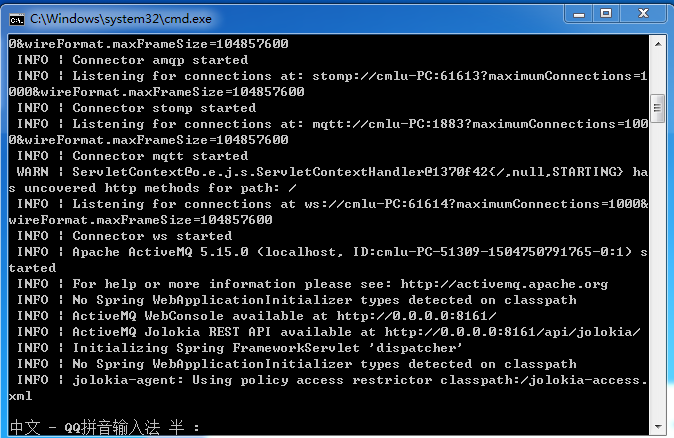 C:\Windows\system32\cmd.exe
0&wireFormat.maxFrameSize=104857600
 INFO | Connector amqp started
 INFO | Listening for connections at: stomp://cmlu-PC:61613?maximumConnections=1
000&wireFormat.maxFrameSize=104857600
 INFO | Connector stomp started
 INFO | Listening for connections at: mqtt://cmlu-PC:1883?maximumConnections=100
0&wireFormat.maxFrameSize=104857600
 INFO | Connector mqtt started
 WARN | ServletContext@o.e.j.s.ServletContextHandler@1370f42{/,null,STARTING} ha
s uncovered http methods for path: /
 INFO | Listening for connections at ws://cmlu-PC:61614?maximumConnections=1000&
wireFormat.maxFrameSize=104857600
 INFO | Connector ws started
 INFO | Apache ActiveMQ 5.15.0 (localhost, ID:cmlu-PC-51309-1504750791765-0:1) s
tarted
 INFO | For help or more information please see: http://activemq.apache.org
 INFO | No Spring WebApplicationInitializer types detected on classpath
 INFO | ActiveMQ WebConsole available at http://0.0.0.0:8161/
 INFO | ActiveMQ Jolokia REST API available at http://0.0.0.0:8161/api/jolokia/
 INFO | Initializing Spring FrameworkServlet 'dispatcher'
 INFO | No Spring WebApplicationInitializer types detected on classpath
 INFO | jolokia-agent: Using policy access restrictor classpath:/jolokia-access.
xml
中文 - QQ拼音输入法 半 :